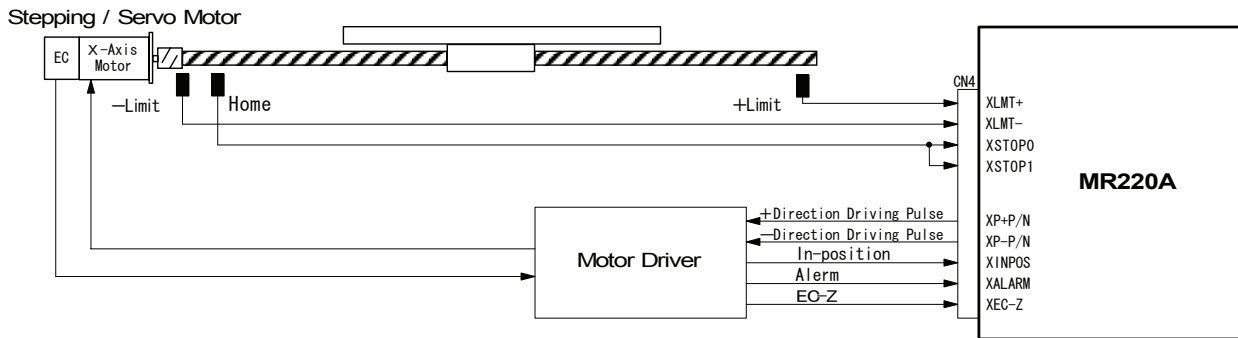 Stepping / Servo Motor
EC
X-Axis
Motor
−Limit
Home
+Limit
CN4
XLMT+
XLMT-
XSTOP0
XSTOP1
MR220A
Motor Driver
+Direction Driving Pulse
XP+P/N
−Direction Driving Pulse
XP-P/N
In-position
XINPOS
Alerm
XALARM
EC-Z
XEC-Z